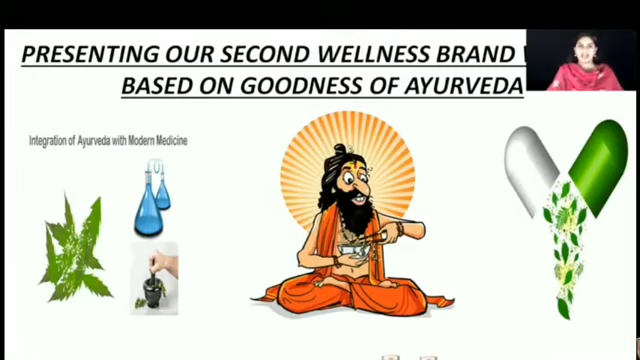 PRESENTING OUR SECOND WELLNESS BRAND
BASED ON GOODNESS OF AYURVEDA
Integration of Ayurveda with Modern Medicine